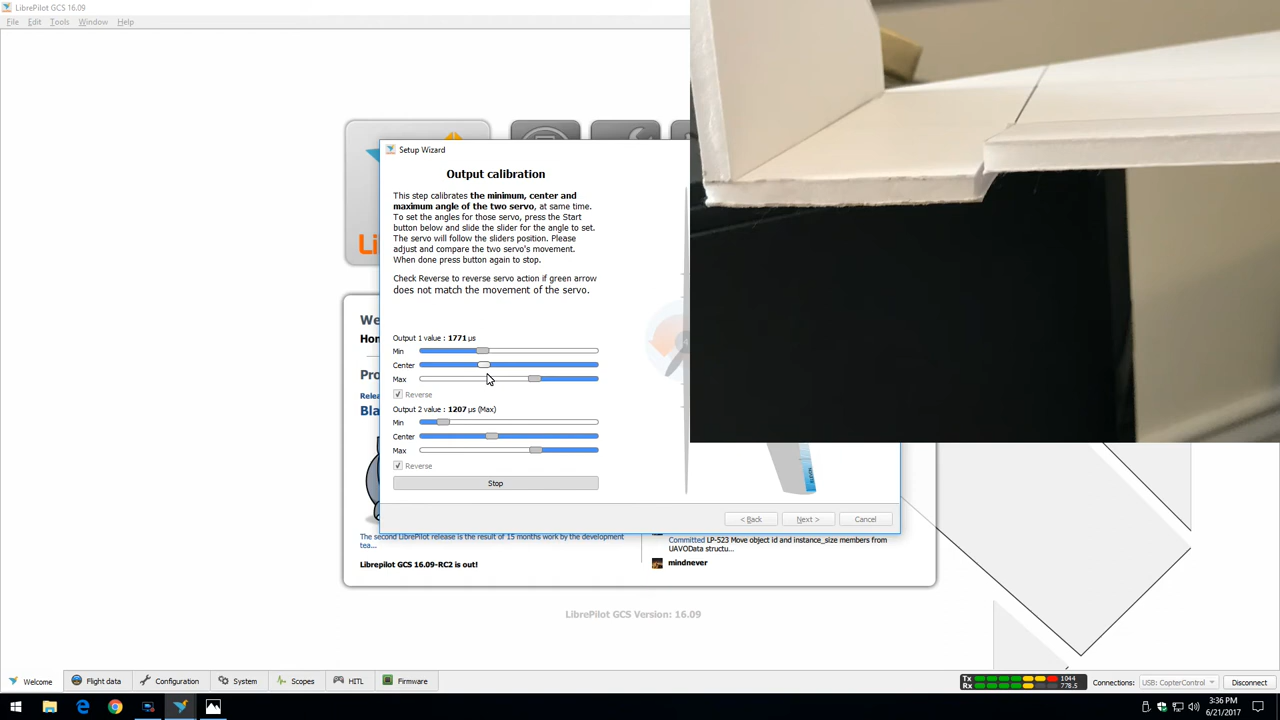 LibrePilot GCS 16.09
File Edit Tools Window Help
Setup Wizard
Output calibration
This step calibrates the minimum, center and
maximum angle of the two servo, at same time.
To set the angles for those servo, press the Start
button below and slide the slider for the angle to set.
The servo will follow the sliders position. Please
adjust and compare the two servo's movement.
When done press button again to stop.
Check Reverse to reverse servo action if green arrow
does not match the movement of the servo.
Output 1 value : 1771 µs
Min
Center
Max
Reverse
Output 2 value : 1207 µs (Max)
Min
Center
Max
Reverse
Stop
< Back Next > Cancel
The second LibrePilot release is the result of 15 months work by the development
tea...
Librepilot GCS 16.09-RC2 is out!
Committed LP-523 Move object id and instance_size members from
UAVOData structu...
mindnever
LibrePilot GCS Version: 16.09
Welcome Flight data Configuration System Scopes HITL Firmware
Tx 1044
Rx 778.5
Connections: USB: CopterControl Disconnect
3:36 PM
6/21/2017